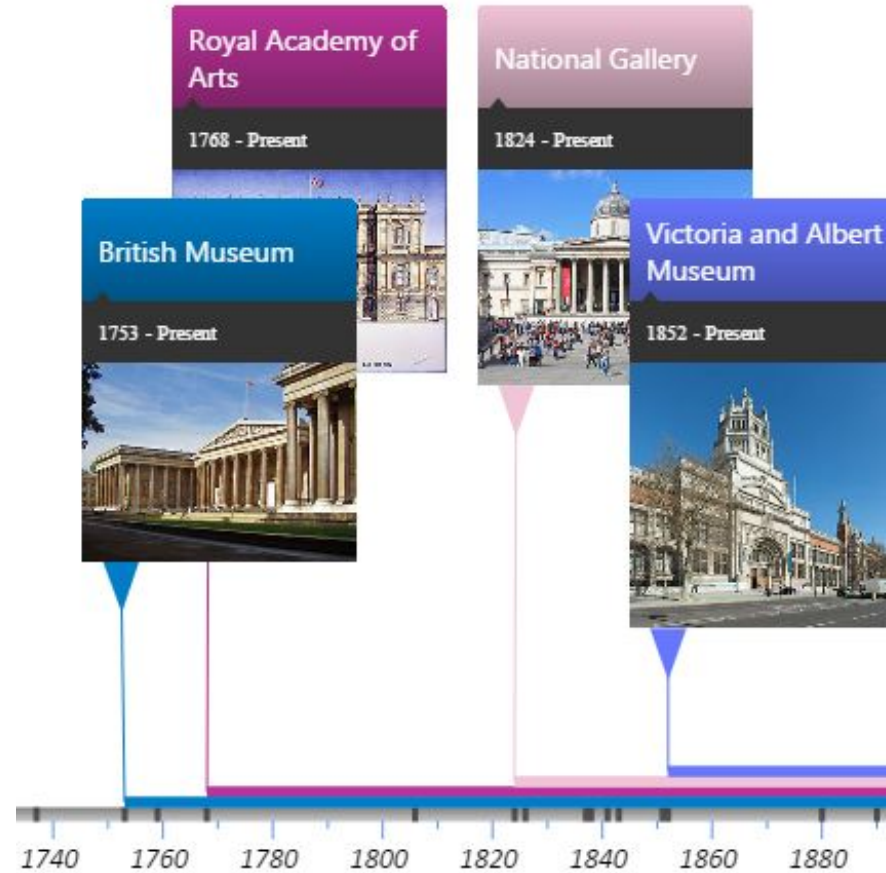 Royal Academy of
Arts
1768 - Present
National Gallery
1824 - Present
British Museum
1753 - Present
Victoria and Albert
Museum
1852 - Present
1740 1760 1780 1800 1820 1840 1860 1880